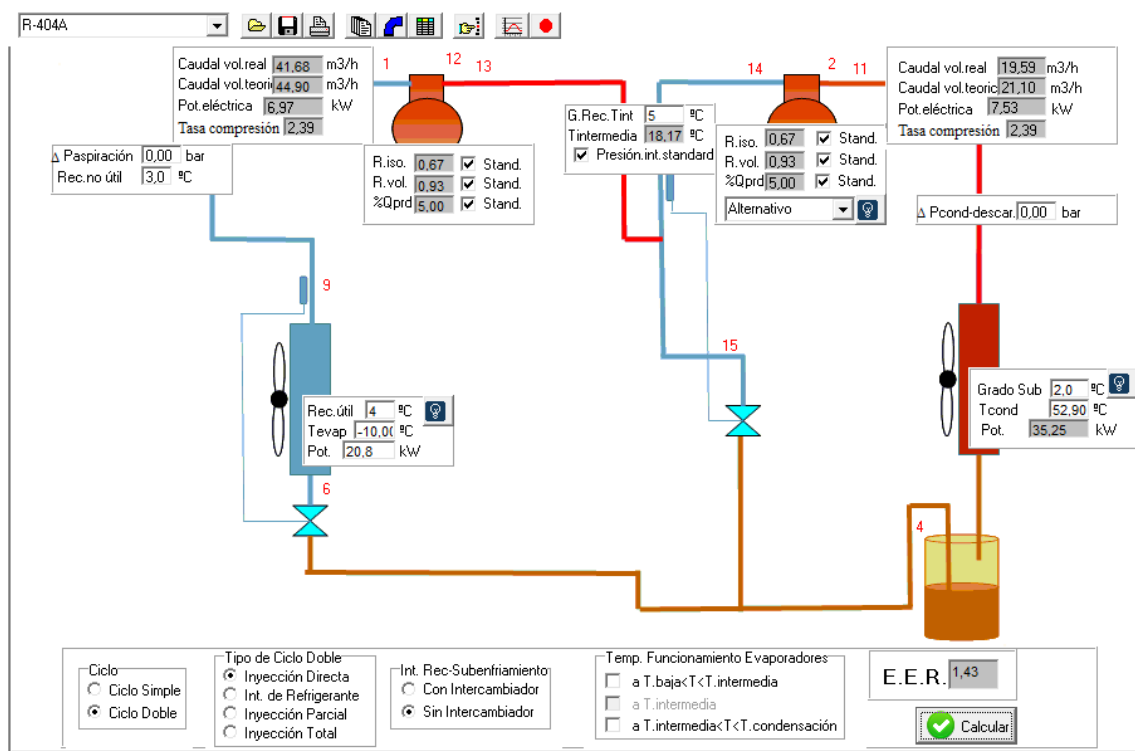 R-404A
Caudal vol.real 41,68 m3/h
Caudal vol.teoric 44,90 m3/h
Pot.eléctrica 6,97 kW
Tasa compresión 2,39
1
12
13
14
2
11
Caudal vol.real 19,59 m3/h
Caudal vol.teoric 21,10 m3/h
Pot.eléctrica 7,53 kW
Tasa compresión 2,39
G.Rec.Tint 5 ºC
Tintermedia 18,17 ºC
Presión.int.standard
Δ Paspiración 0,00 bar
Rec.no útil 3,0 ºC
R.iso. 0,67 Stand.
R.vol. 0,93 Stand.
%Qprd 5,00 Stand.
R.iso. 0,67 Stand.
R.vol. 0,93 Stand.
%Qprd 5,00 Stand.
Alternativo
Δ Pcond-descar. 0,00 bar
9
15
Rec.útil 4 ºC
Tevap -10,00 ºC
Pot. 20,8 kW
Grado Sub 2,0 ºC
Tcond 52,90 ºC
Pot. 35,25 kW
6
4
Ciclo
Ciclo Simple
Ciclo Doble
Tipo de Ciclo Doble
Inyección Directa
Int. de Refrigerante
Inyección Parcial
Inyección Total
Int. Rec-Subenfriamiento
Con Intercambiador
Sin Intercambiador
Temp. Funcionamiento Evaporadores
a T.baja<T<T.intermedia
a T.intermedia
a T.intermedia<T<T.condensación
E.E.R. 1,43
Calcular